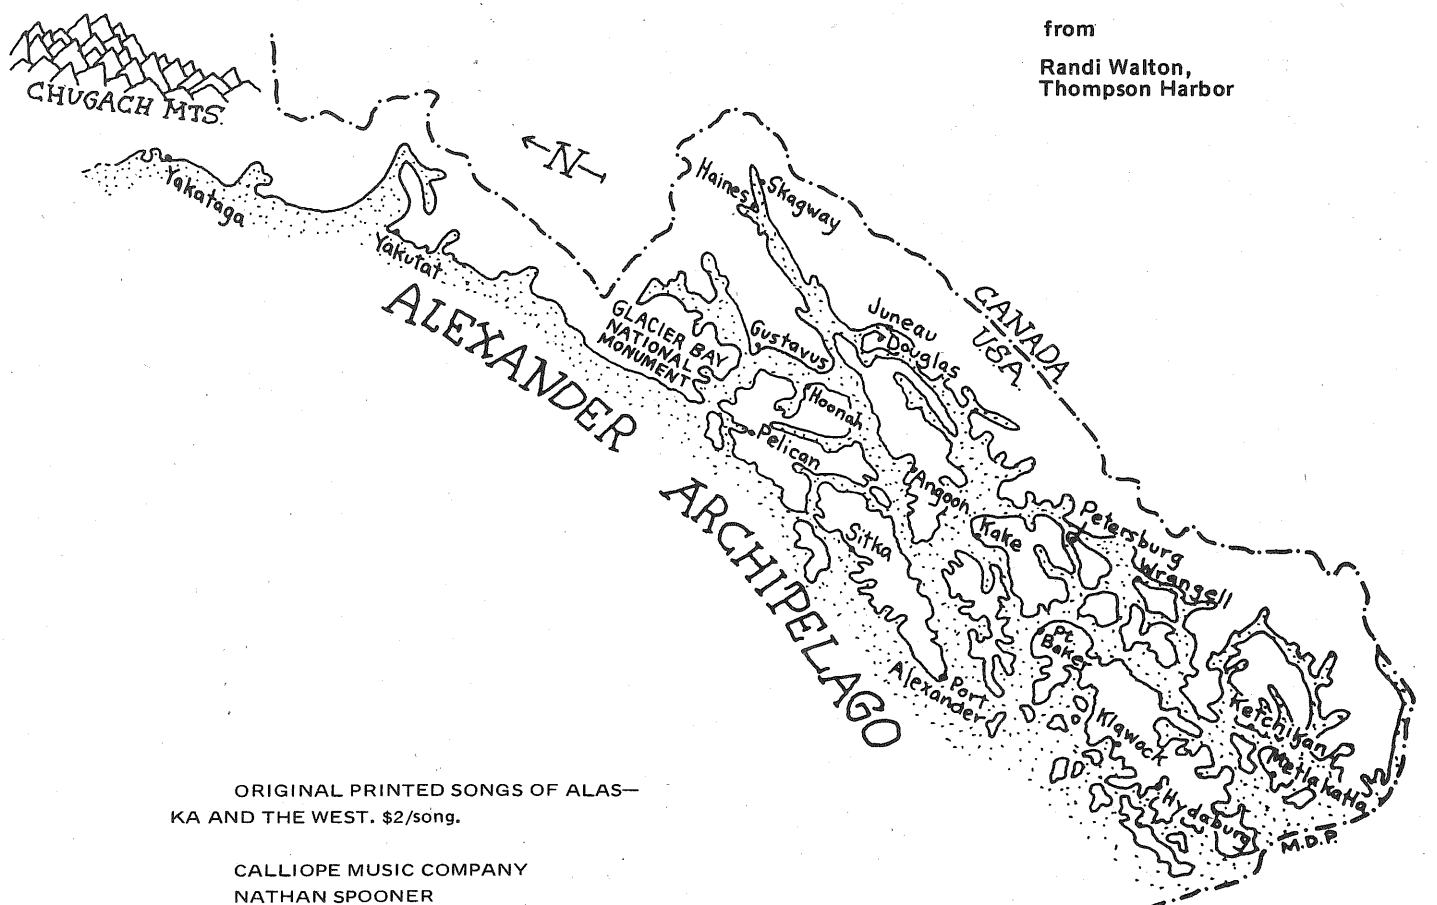 from
Randi Walton,
Thompson Harbor
CHUGACH MTS.
←N
Yakataga
Yakutat
ALEXANDER
ARCHIPELAGO
Haines
Skagway
GLACIER BAY
NATIONAL
MONUMENT
Gustavus
Juneau
Douglas
CANADA
USA
Hoonah
Pelican
Angoon
Sitka
Kake
Petersburg
Wrangell
Pt.
Baker
Port
Alexander
Klawock
Ketchikan
Metlakatla
Hydaburg
M.D.P.
ORIGINAL PRINTED SONGS OF ALAS—
KA AND THE WEST. $2/song.
CALLIOPE MUSIC COMPANY
NATHAN SPOONER